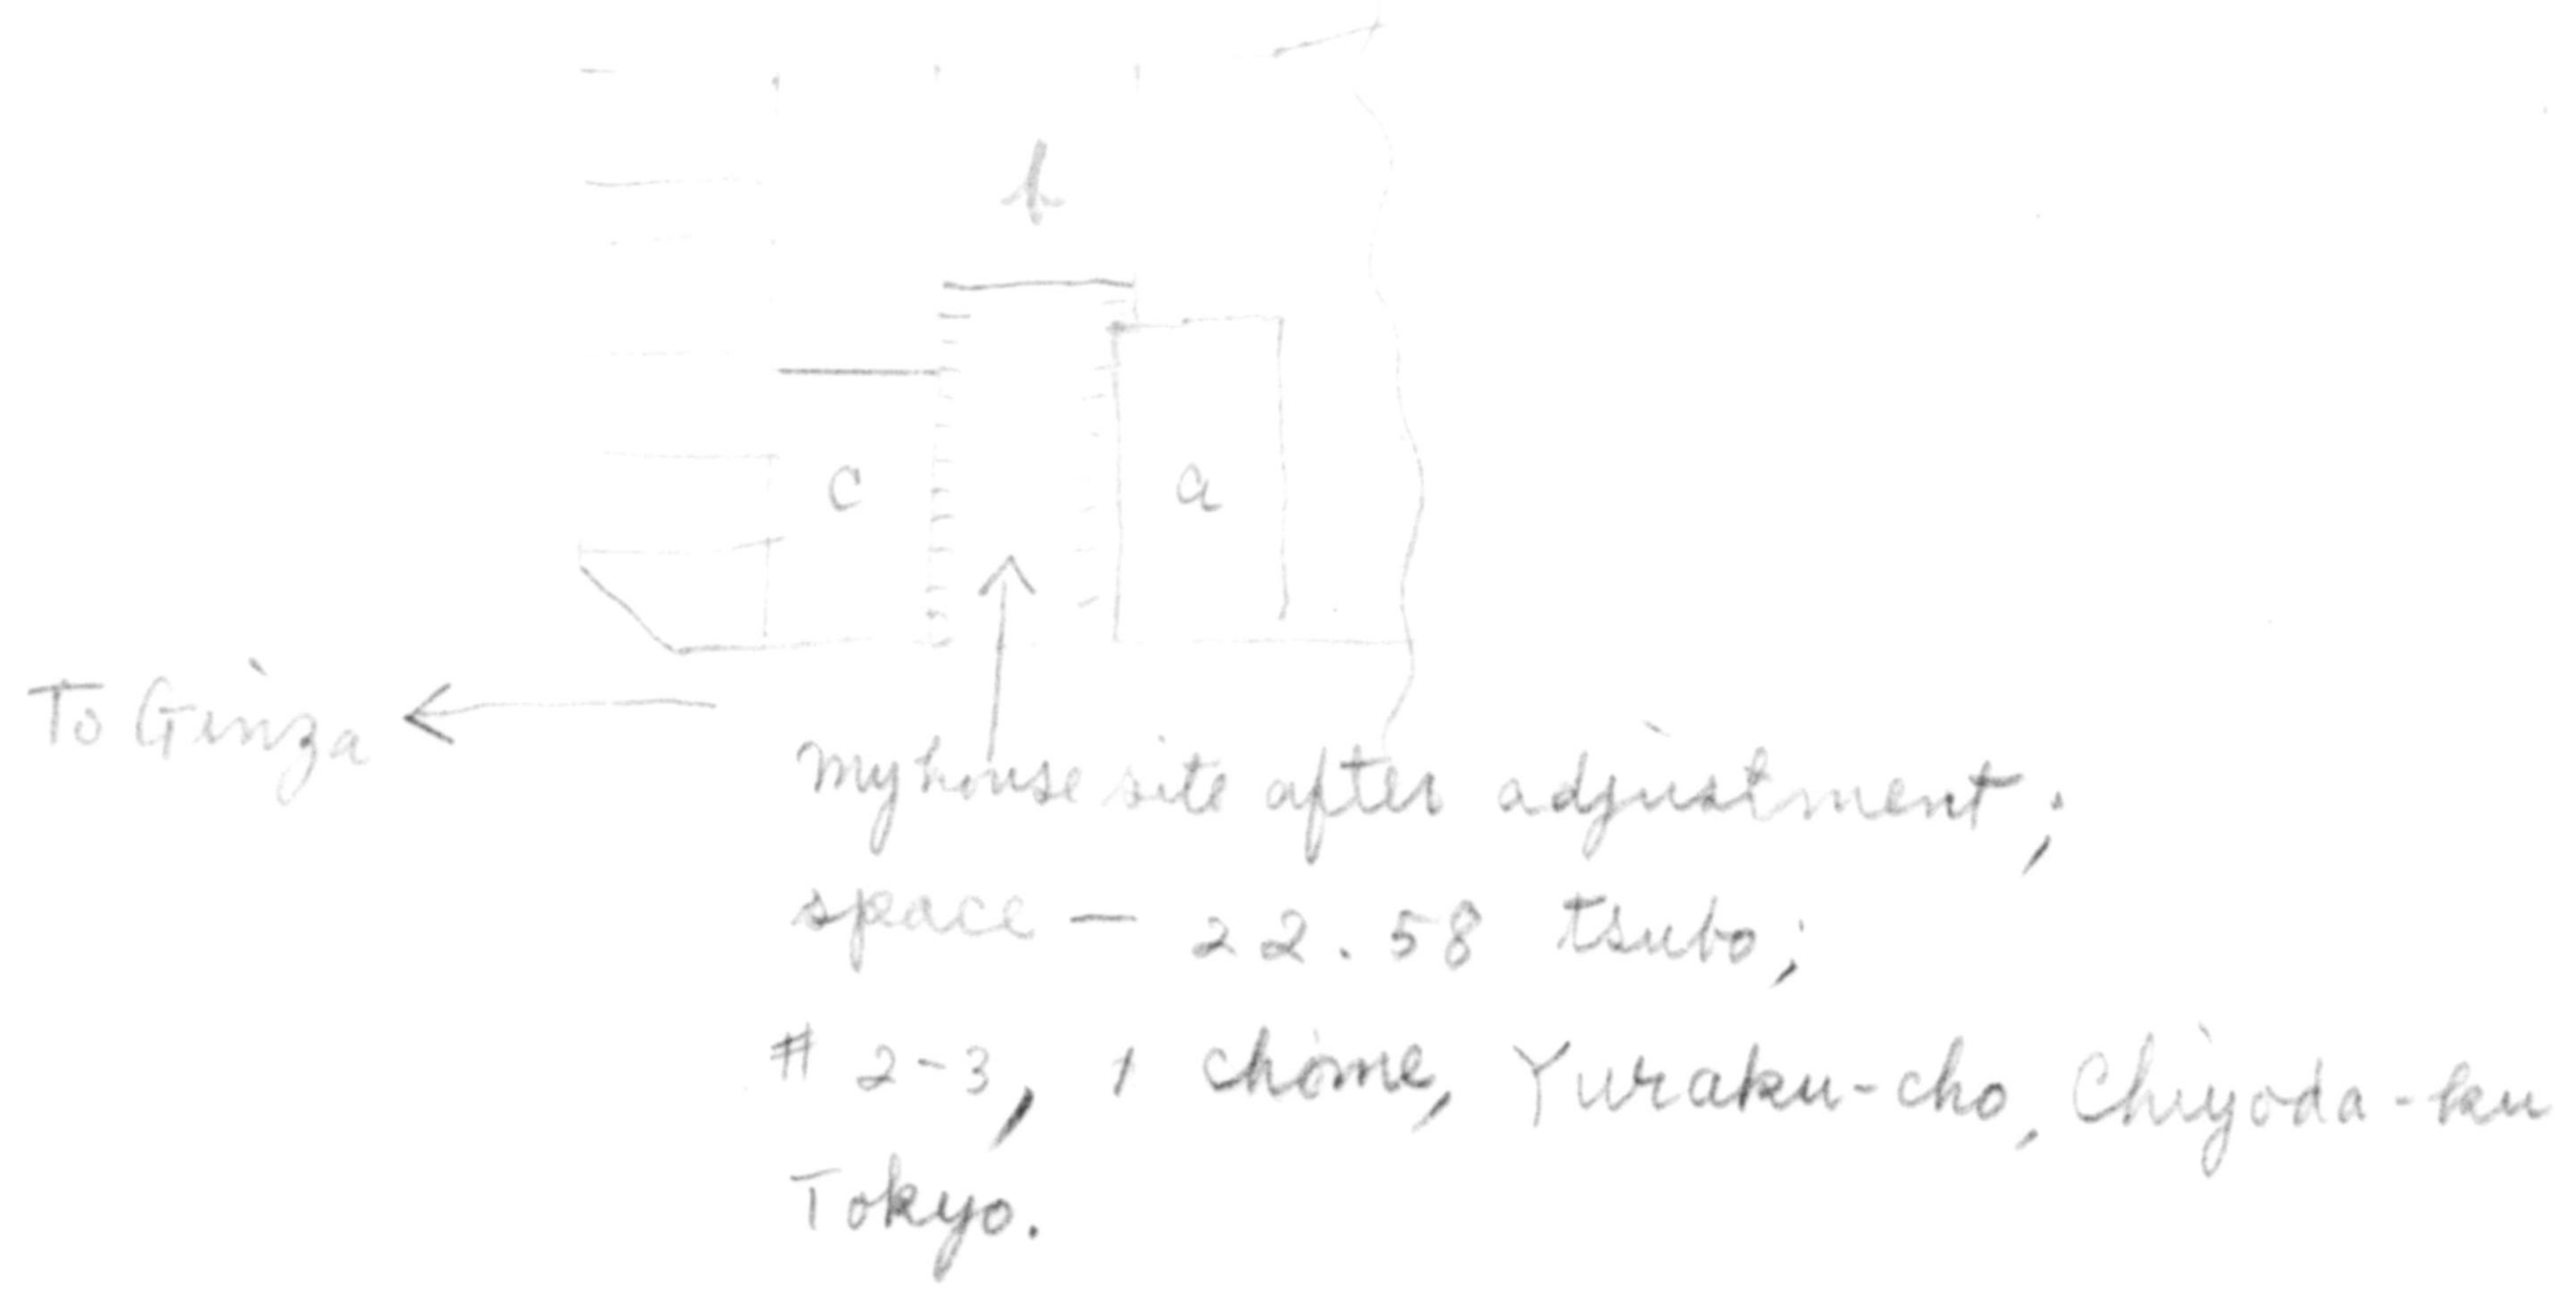 b
c
a
To Ginza
My house site after adjustment;
space — 22.58 tsubo;
# 2-3, 1 chome, Yuraku-cho, Chiyoda-ku
Tokyo.